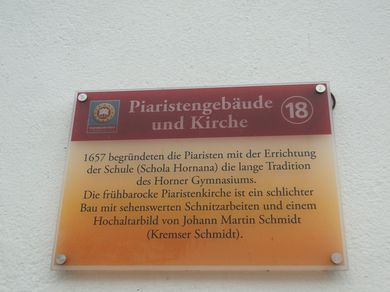 Piaristengebäude
und Kirche
18
1657 begründeten die Piaristen mit der Errichtung
der Schule (Schola Hornana) die lange Tradition
des Horner Gymnasiums.
Die frühbarocke Piaristenkirche ist ein schlichter
Bau mit sehenswerten Schnitzarbeiten und einem
Hochaltarbild von Johann Martin Schmidt
(Kremser Schmidt).